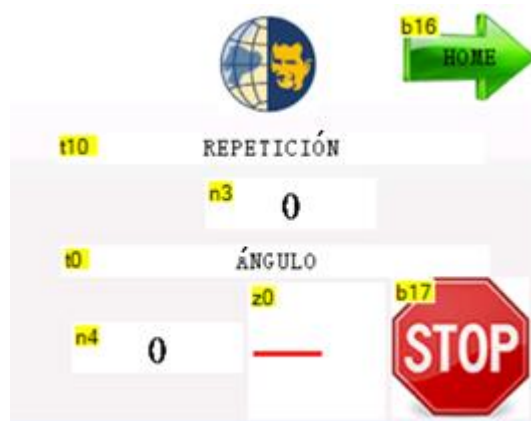 b16
HOME
t10 REPETICIÓN
n3 0
t0 ÁNGULO
z0 b17
n4 0 STOP